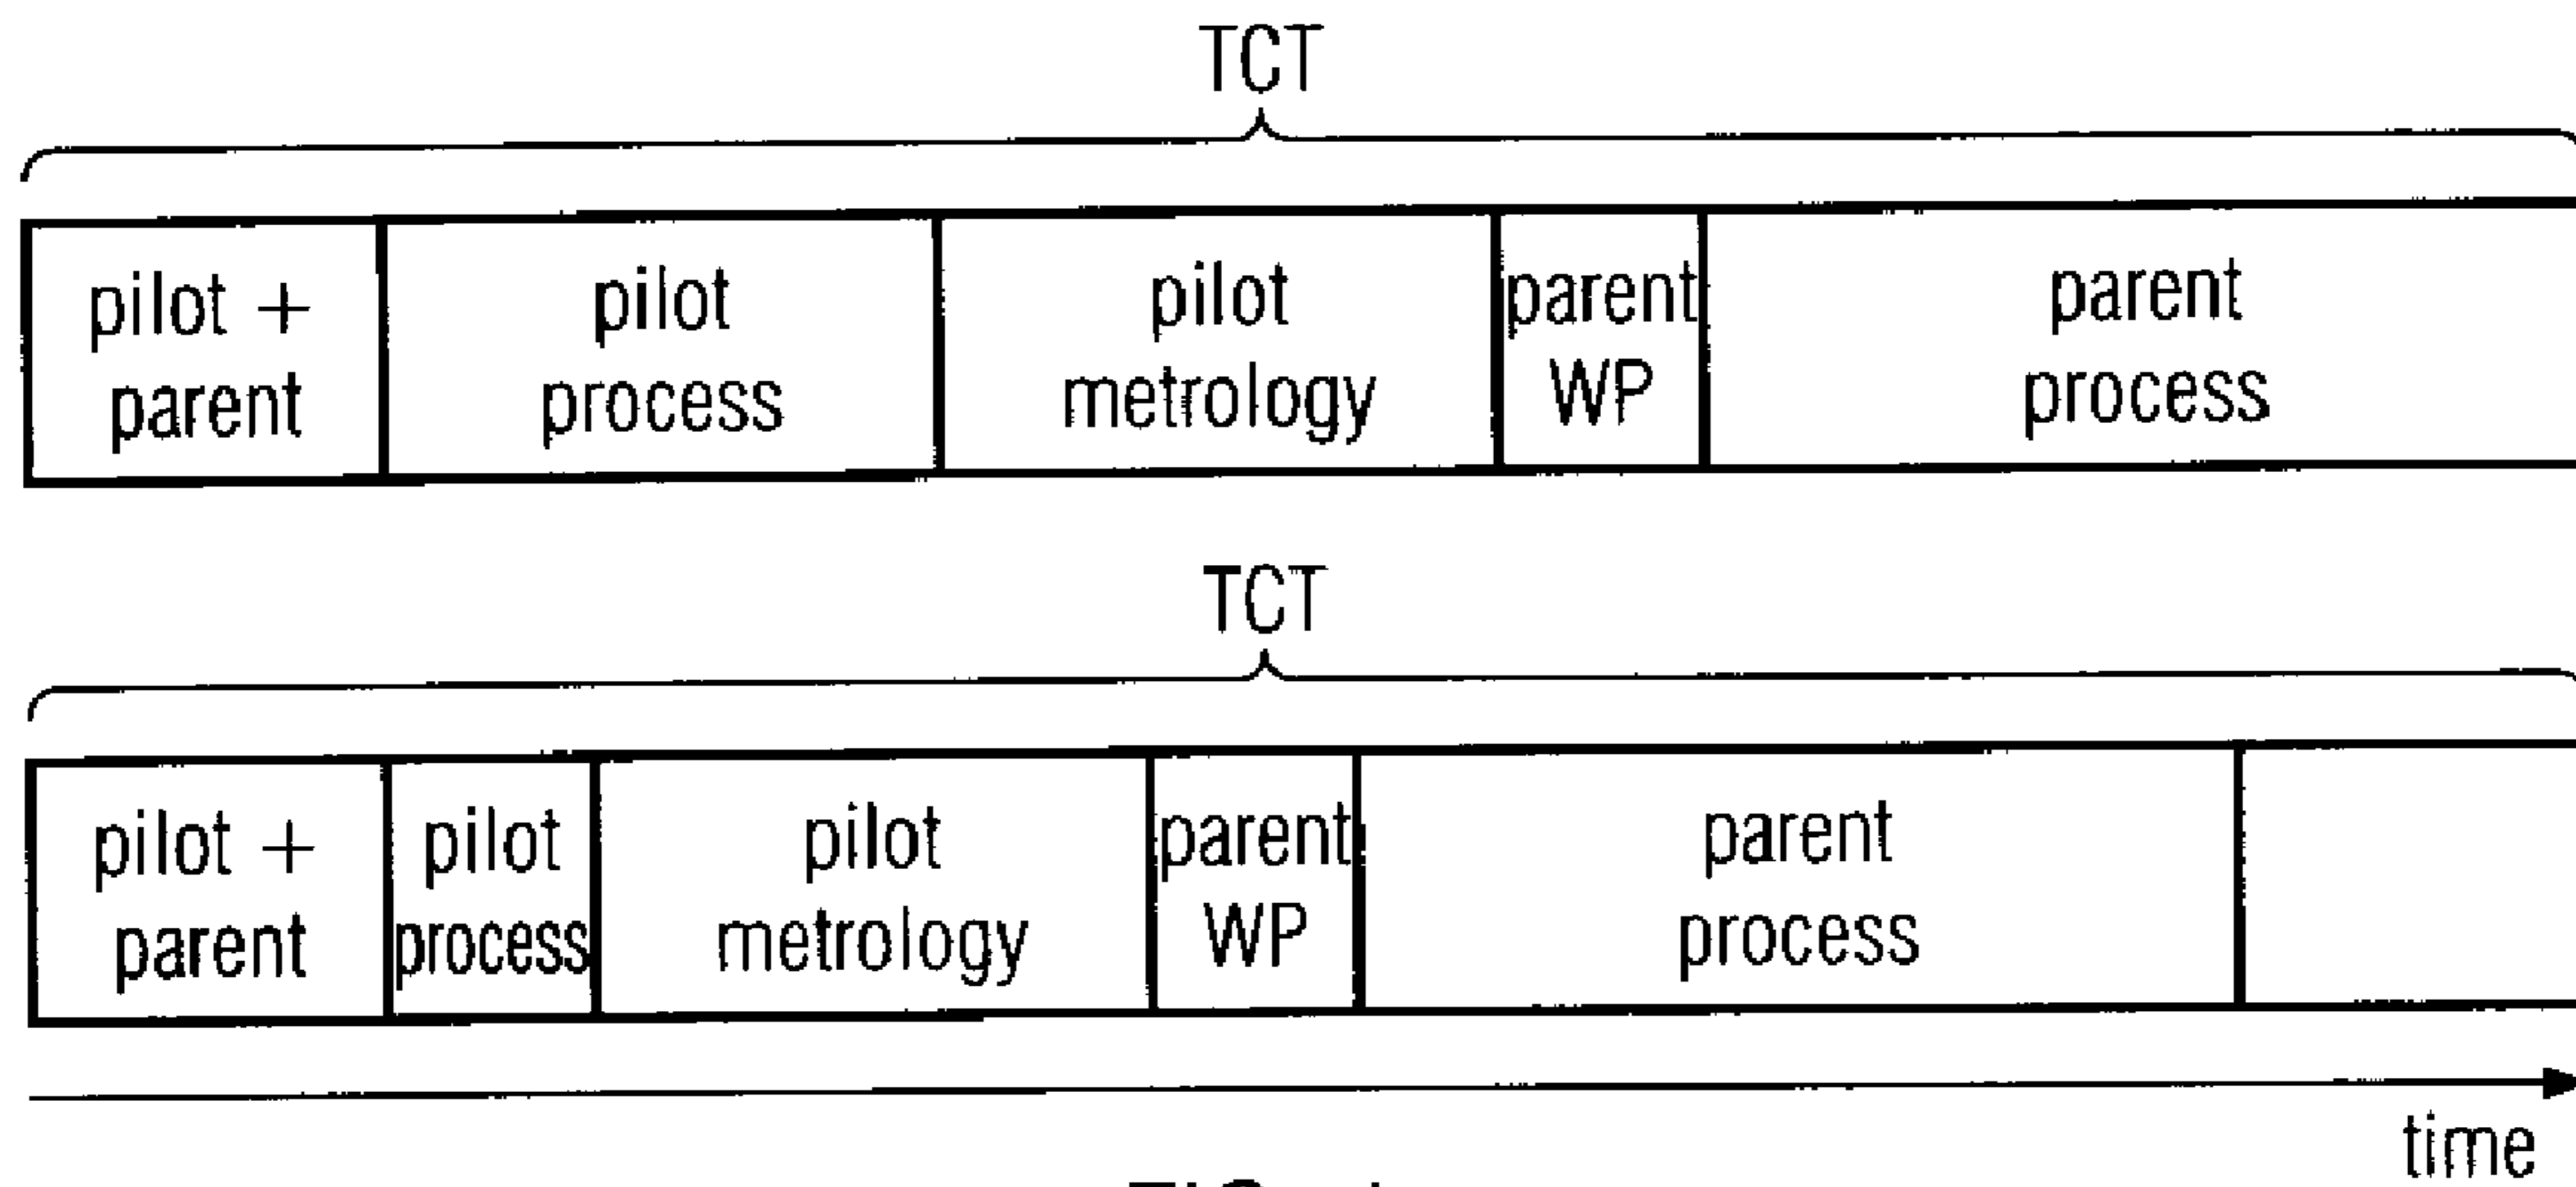 TCT
pilot + parent
pilot process
pilot metrology
parent WP
parent process
TCT
pilot + parent
pilot process
pilot metrology
parent WP
parent process
time